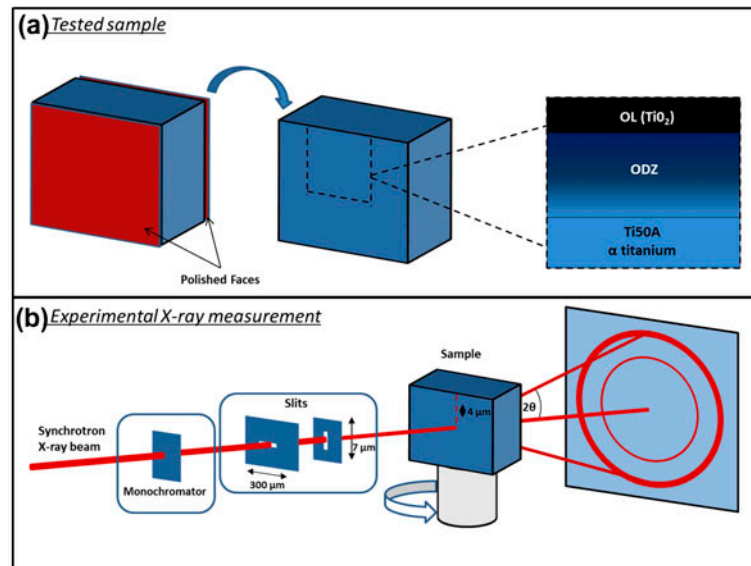 (a) Tested sample
OL (TiO₂)
ODZ
Ti50A
α titanium
Polished Faces
(b) Experimental X-ray measurement
Sample
Slits
4 μm
2θ
Synchrotron
X-ray beam
7 μm
300 μm
Monochromator